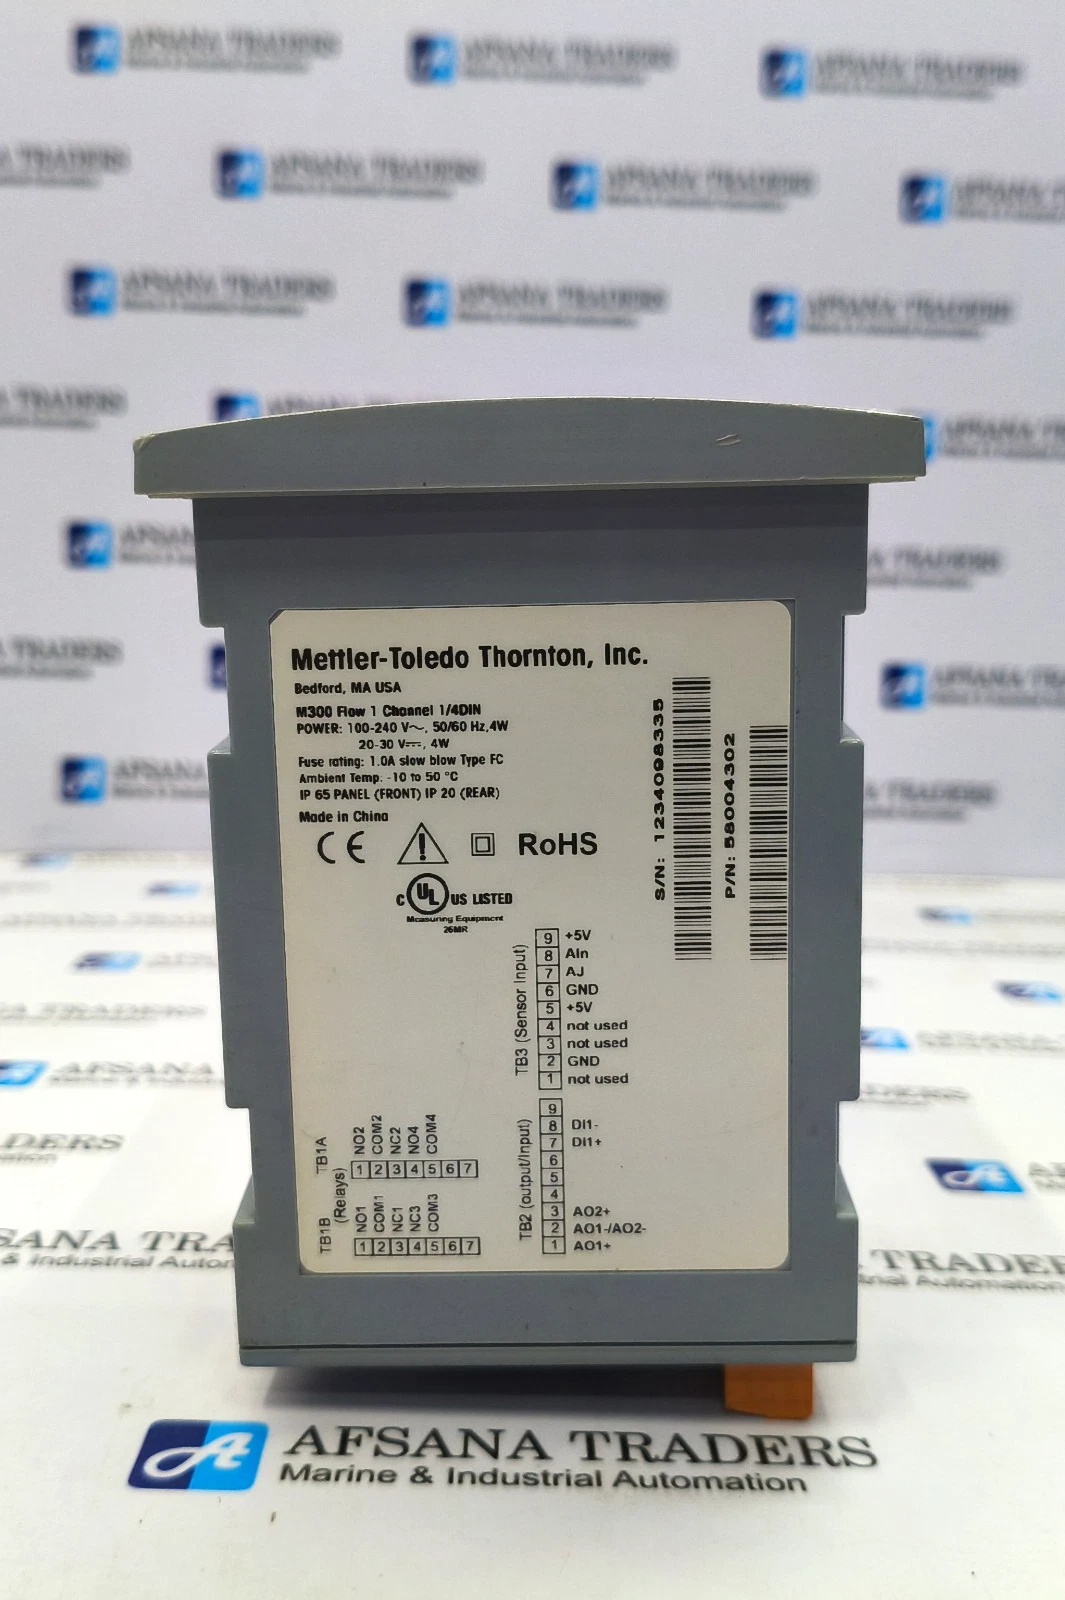 AFSANA TRADERS
AFSANA TRADERS
AFSANA TRADERS
Mettler-Toledo Thornton, Inc.
Bedford, MA USA
M300 Flow 1 Channel 1/4DIN
POWER: 100-240 V~, 50/60 Hz,4W
20-30 V⎓, 4W
Fuse rating: 1.0A slow blow Type FC
Ambient Temp: -10 to 50 °C
IP 65 PANEL (FRONT) IP 20 (REAR)
Made in China
CE RoHS
C UL US LISTED
Measuring Equipment
26MR
S/N: 1234098335
P/N: 58004302
TB3 (Sensor Input)
9 +5V
8 AIn
7 AJ
6 GND
5 +5V
4 not used
3 not used
2 GND
1 not used
TB1A
(Relays)
NO2 COM2 NC2 NO4 COM4
1 2 3 4 5 6 7
TB1B
NO1 COM1 NC1 NC3 COM3
1 2 3 4 5 6 7
TB2 (output/Input)
9
8 DI1-
7 DI1+
6
5
4
3 AO2+
2 AO1-/AO2-
1 AO1+
AFSANA TRADERS
Marine & Industrial Automation